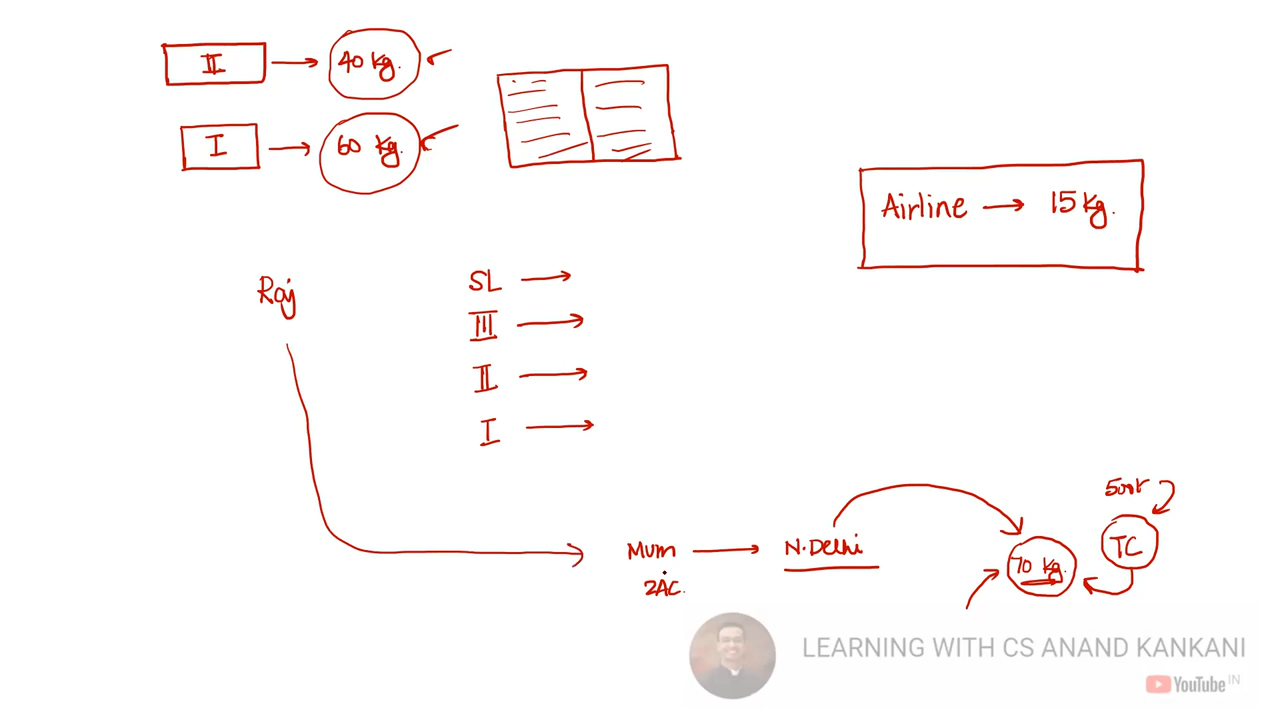 II → 40 kg.
I → 60 kg.
Airline → 15 kg.
Raj
SL →
III →
II →
I →
Mum → N. Delhi
2AC.
70 kg.
TC
LEARNING WITH CS ANAND KANKANI
YouTube IN